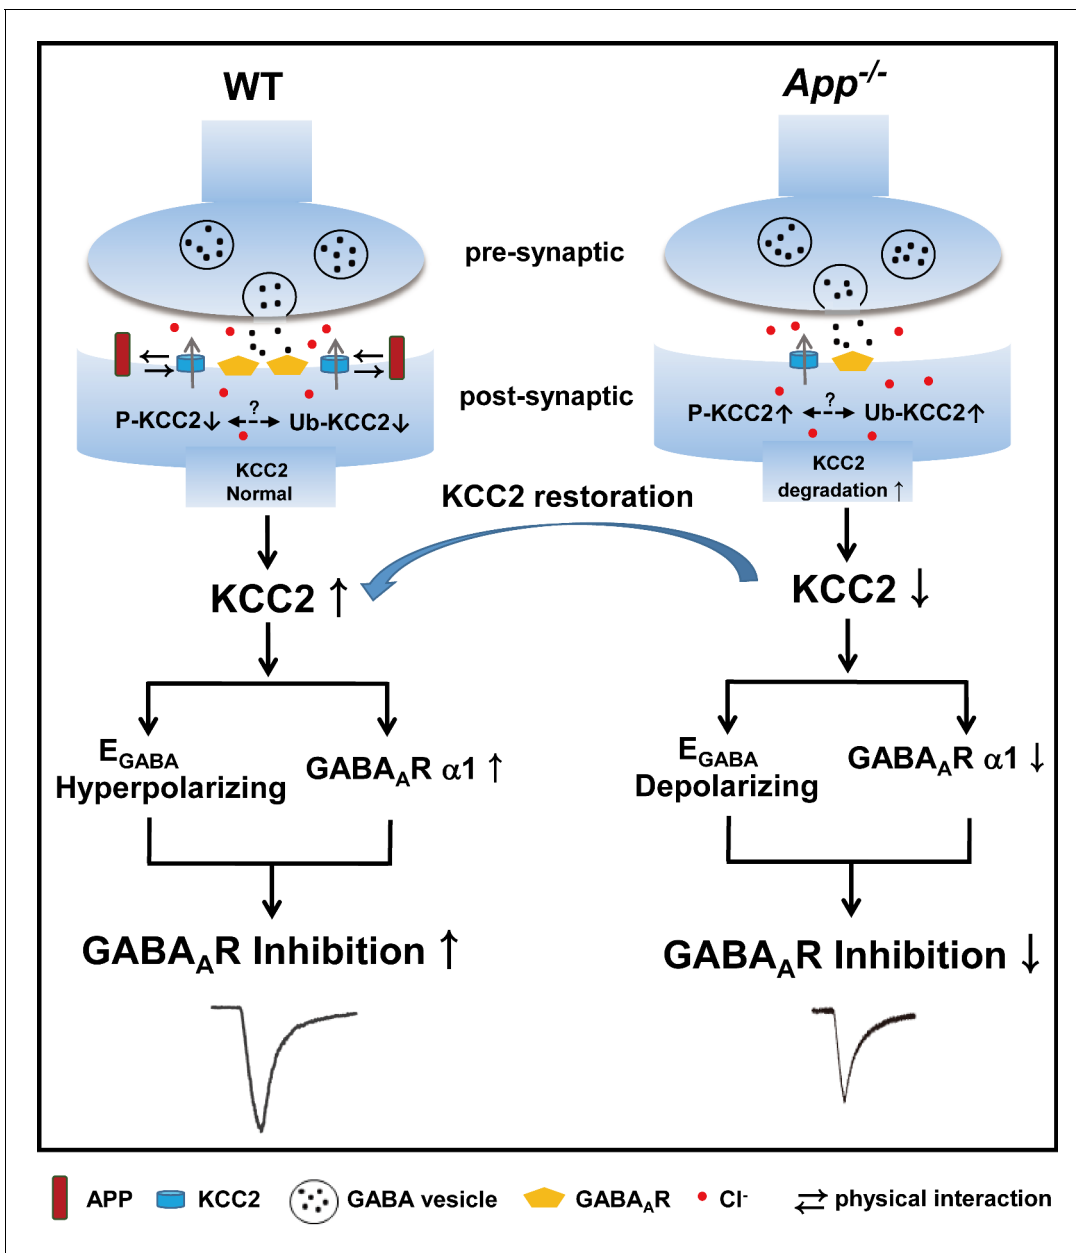 WT
App-/-
pre-synaptic
post-synaptic
P-KCC2↓
?
Ub-KCC2↓
KCC2
Normal
P-KCC2↑
?
Ub-KCC2↑
KCC2
degradation ↑
KCC2 restoration
KCC2 ↑
KCC2 ↓
EGABA
Hyperpolarizing
GABAAR α1 ↑
EGABA
Depolarizing
GABAAR α1 ↓
GABAAR Inhibition ↑
GABAAR Inhibition ↓
APP
KCC2
GABA vesicle
GABAAR
Cl-
physical interaction